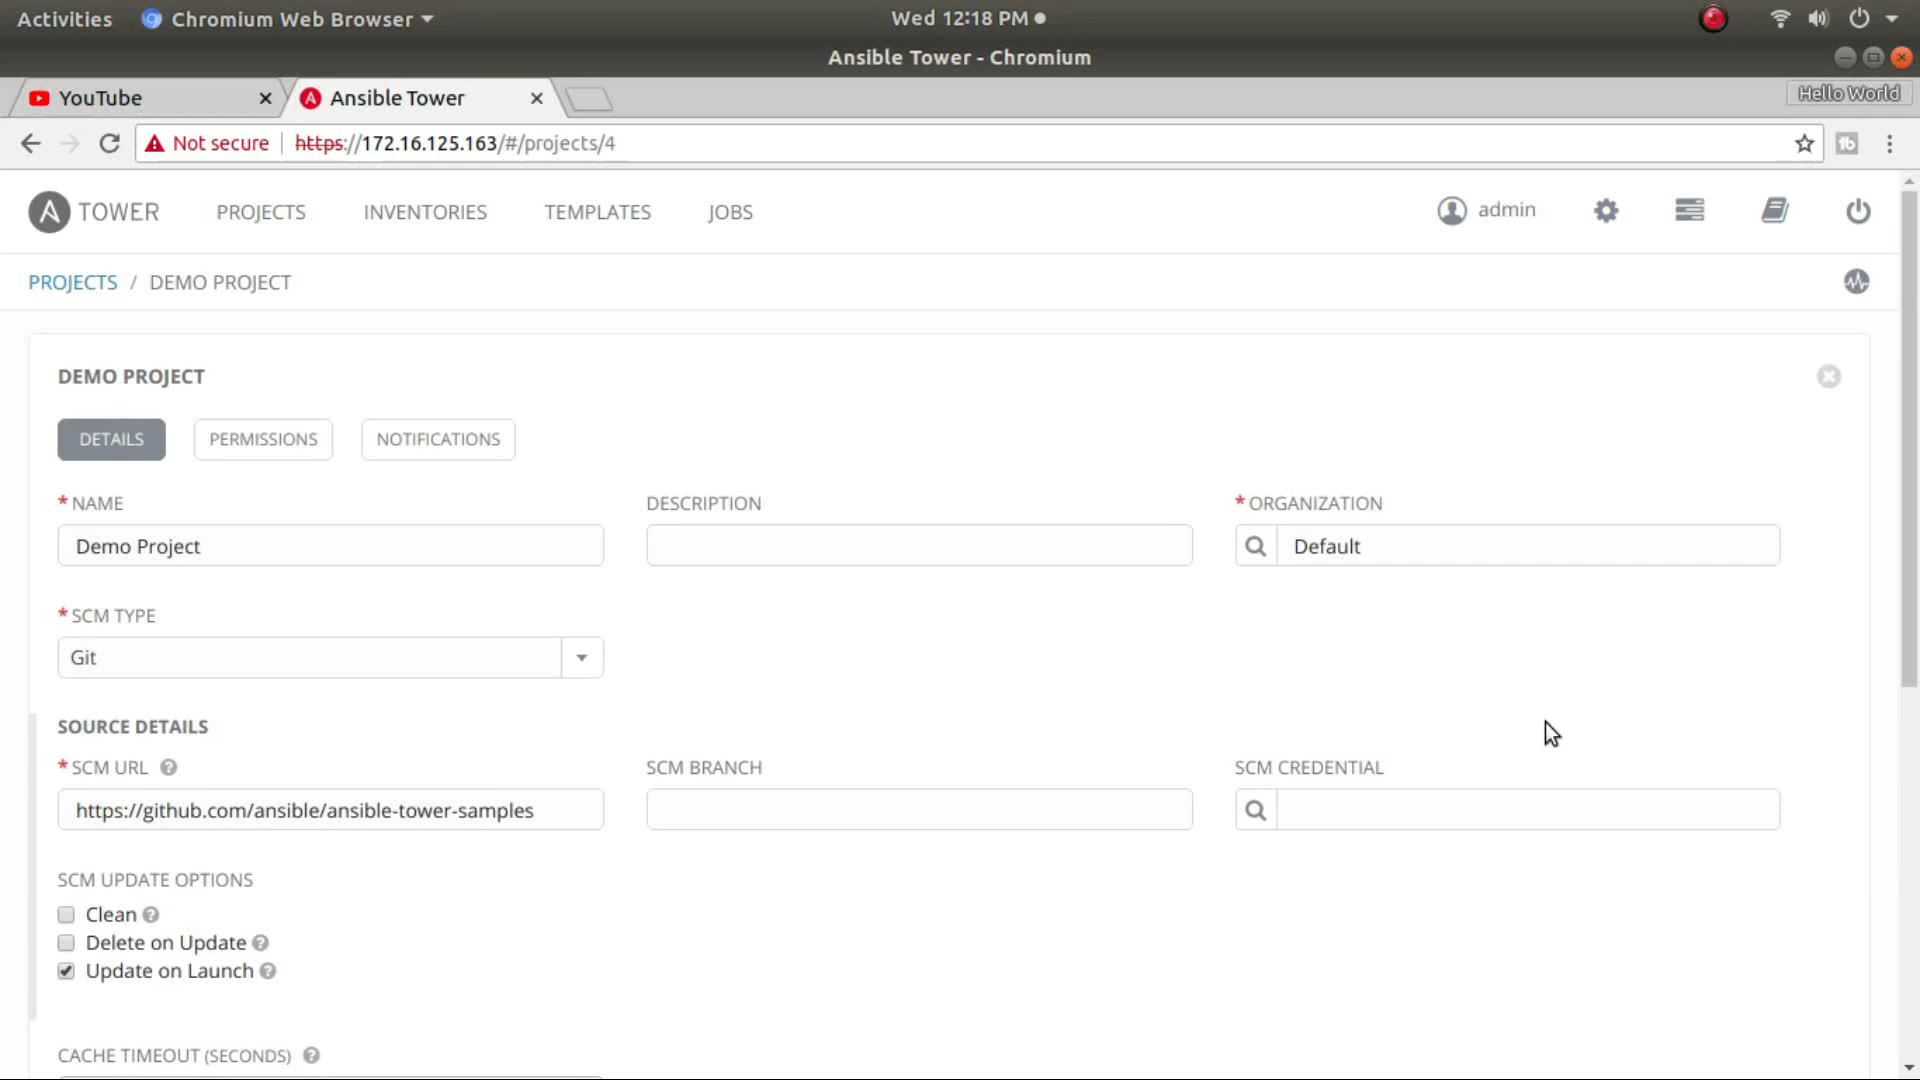 Activities Chromium Web Browser Wed 12:18 PM
Ansible Tower - Chromium
YouTube Ansible Tower Hello World
Not secure https://172.16.125.163/#/projects/4
A TOWER PROJECTS INVENTORIES TEMPLATES JOBS admin
PROJECTS / DEMO PROJECT
DEMO PROJECT
DETAILS PERMISSIONS NOTIFICATIONS
* NAME DESCRIPTION * ORGANIZATION
Demo Project Default
* SCM TYPE
Git
SOURCE DETAILS
* SCM URL ? SCM BRANCH SCM CREDENTIAL
https://github.com/ansible/ansible-tower-samples
SCM UPDATE OPTIONS
Clean ?
Delete on Update ?
Update on Launch ?
CACHE TIMEOUT (SECONDS) ?